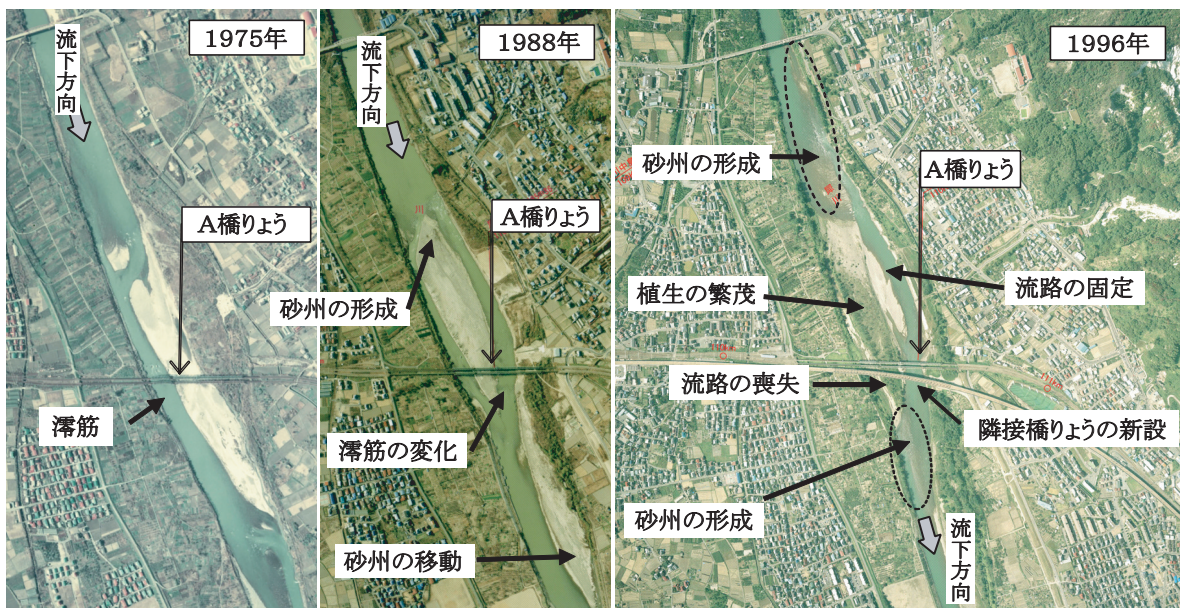 1975年
流下方向
A橋りょう
澪筋
1988年
流下方向
川
A橋りょう
砂州の形成
澪筋の変化
砂州の移動
1996年
砂州の形成
A橋りょう
流路の固定
植生の繁茂
流路の喪失
隣接橋りょうの新設
砂州の形成
流下方向